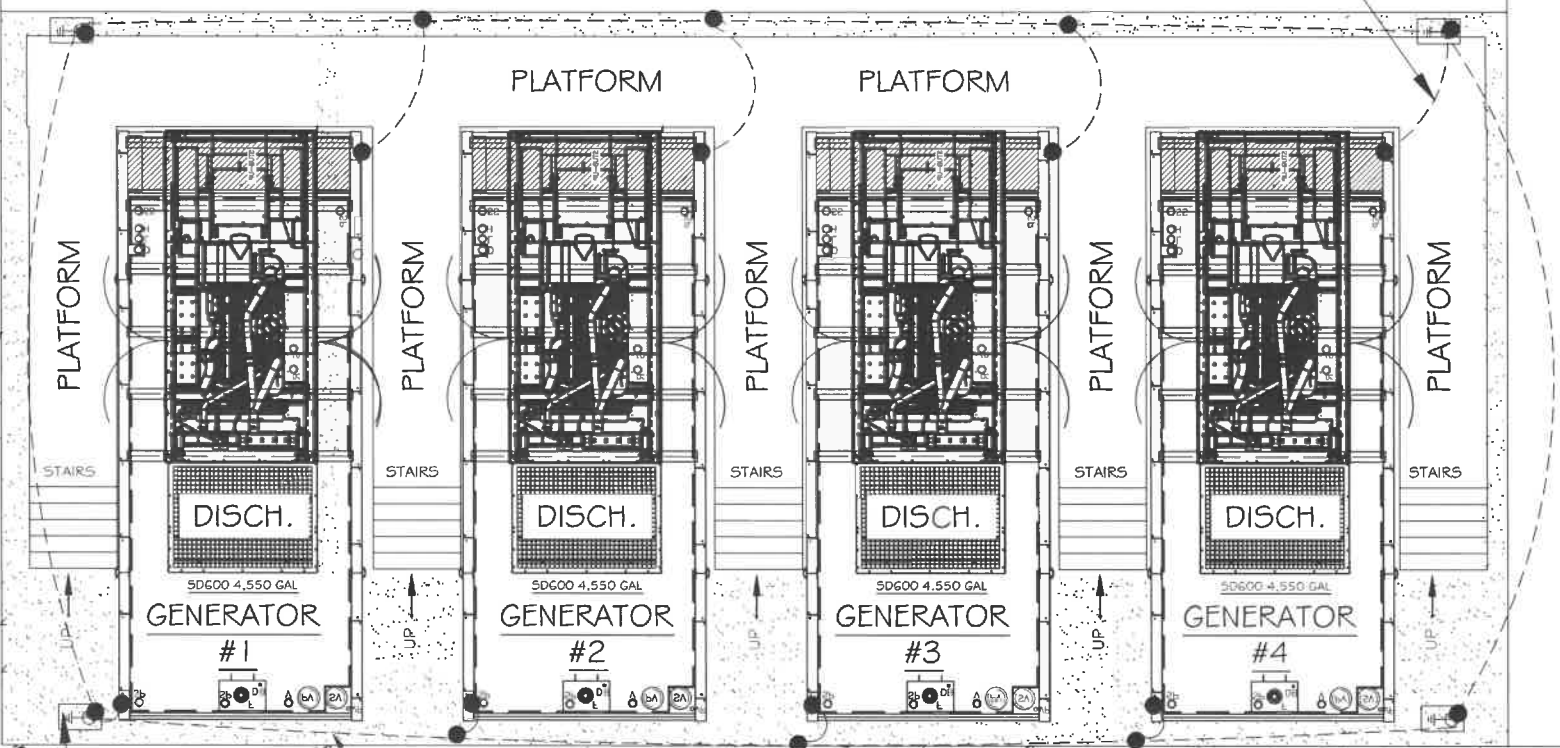 PLATFORM PLATFORM
PLATFORM PLATFORM PLATFORM PLATFORM PLATFORM
STAIRS STAIRS STAIRS STAIRS STAIRS
DISCH. DISCH. DISCH. DISCH.
SD600 4,550 GAL SD600 4,550 GAL SD600 4,550 GAL SD600 4,550 GAL
GENERATOR GENERATOR GENERATOR GENERATOR
UP UP UP UP UP
#1 #2 #3 #4